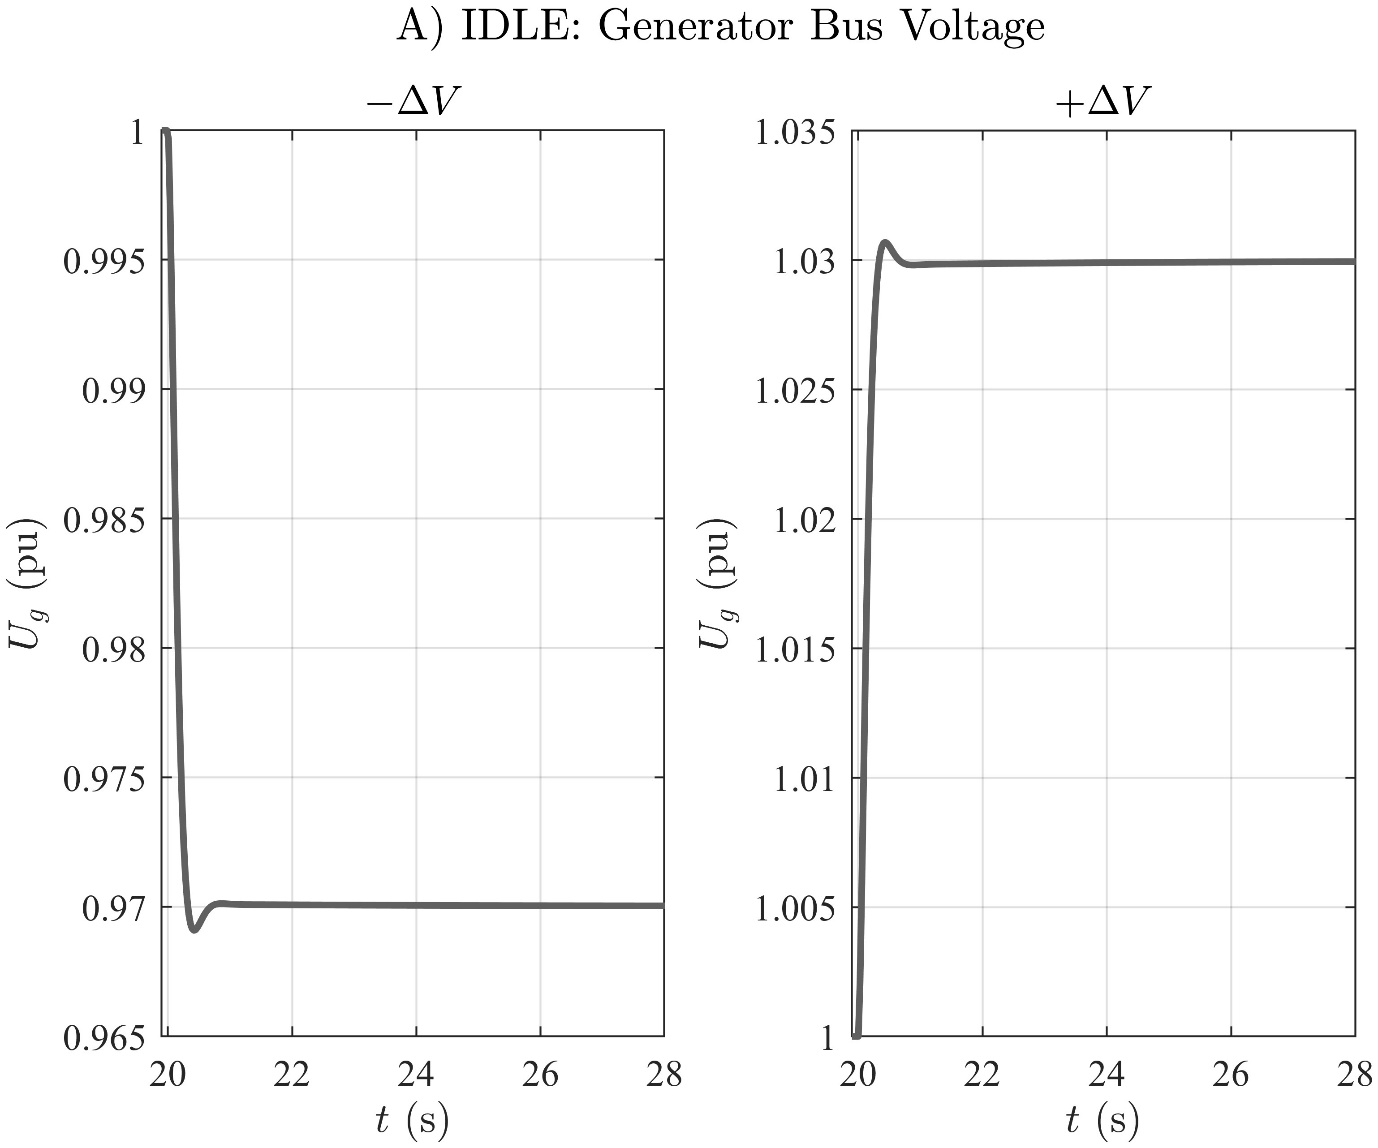 A) IDLE: Generator Bus Voltage
−ΔV
1
0.995
0.99
0.985
0.98
0.975
0.97
0.965
20 22 24 26 28
t (s)
U_g (pu)
+ΔV
1.035
1.03
1.025
1.02
1.015
1.01
1.005
1
20 22 24 26 28
t (s)
U_g (pu)